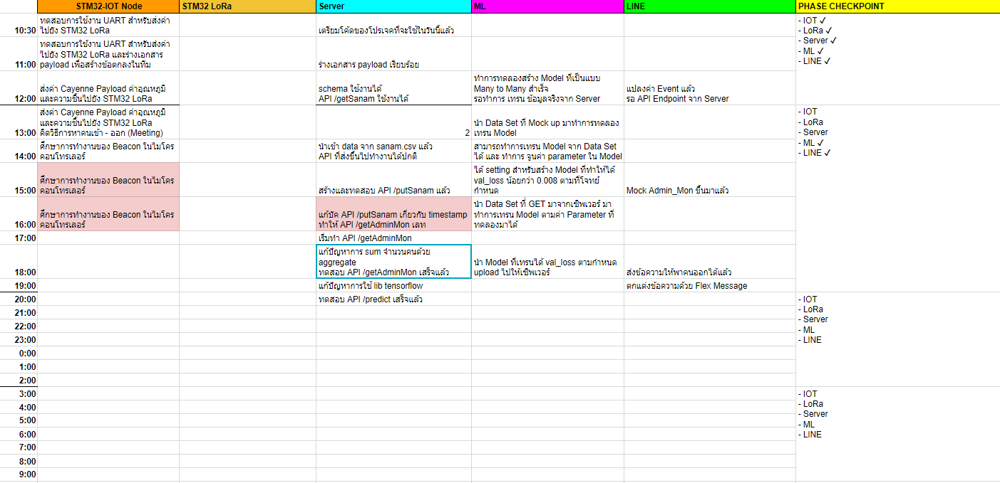 STM32-IOT Node
STM32 LoRa
Server
ML
LINE
PHASE CHECKPOINT
10:30
ทดสอบการใช้งาน UART สำหรับส่งค่า
ไปยัง STM32 LoRa
เตรียมโค้ดของโปรเจคที่จะใช้ในวันนี้แล้ว
- IOT ✓
- LoRa ✓
- Server ✓
- ML ✓
- LINE ✓
11:00
ทดสอบการใช้งาน UART สำหรับส่งค่า
ไปยัง STM32 LoRa และร่างเอกสาร
payload เพื่อสร้างข้อตกลงในทีม
ร่างเอกสาร payload เรียบร้อย
12:00
ส่งค่า Cayenne Payload ค่าอุณหภูมิ
และความชื้นไปยัง STM32 LoRa
schema ใช้งานได้
API /getSanam ใช้งานได้
ทำการทดลองสร้าง Model ที่เป็นแบบ
Many to Many สำเร็จ
รอทำการ เทรน ข้อมูลจริงจาก Server
แปลงค่า Event แล้ว
รอ API Endpoint จาก Server
13:00
ส่งค่า Cayenne Payload ค่าอุณหภูมิ
และความชื้นไปยัง STM32 LoRa
คิดวิธีการหาคนเข้า - ออก (Meeting)
2
นำ Data Set ที่ Mock up มาทำการทดลอง
เทรน Model
- IOT
- LoRa
- Server
- ML ✓
- LINE ✓
14:00
ศึกษาการทำงานของ Beacon ในไมโคร
คอนโทรเลอร์
นำเข้า data จาก sanam.csv แล้ว
API ที่ส่งขึ้นไปทำงานได้ปกติ
สามารถทำการเทรน Model จาก Data Set
ได้ และ ทำการ จูนค่า parameter ใน Model
15:00
ศึกษาการทำงานของ Beacon ในไมโคร
คอนโทรเลอร์
สร้างและทดสอบ API /putSanam แล้ว
ได้ setting สำหรับสร้าง Model ที่ทำให้ได้
val_loss น้อยกว่า 0.008 ตามที่โจทย์
กำหนด
Mock Admin_Mon ขึ้นมาแล้ว
16:00
ศึกษาการทำงานของ Beacon ในไมโคร
คอนโทรเลอร์
แก้บัค API /putSanam เกี่ยวกับ timestamp
ทำให้ API /getAdminMon เลท
นำ Data Set ที่ GET มาจากเซิพเวอร์ มา
ทำการเทรน Model ตามค่า Parameter ที่
ทดลองมาได้
17:00
เริ่มทำ API /getAdminMon
18:00
แก้ปัญหาการ sum จำนวนคนด้วย
aggregate
ทดสอบ API /getAdminMon เสร็จแล้ว
นำ Model ที่เทรนได้ val_loss ตามกำหนด
upload ไปให้เซิพเวอร์
ส่งข้อความให้พาคนออกได้แล้ว
19:00
แก้ปัญหาการใช้ lib tensorflow
ตกแต่งข้อความด้วย Flex Message
20:00
ทดสอบ API /predict เสร็จแล้ว
- IOT
- LoRa
- Server
- ML
- LINE
21:00
22:00
23:00
0:00
1:00
2:00
3:00
- IOT
- LoRa
- Server
- ML
- LINE
4:00
5:00
6:00
7:00
8:00
9:00